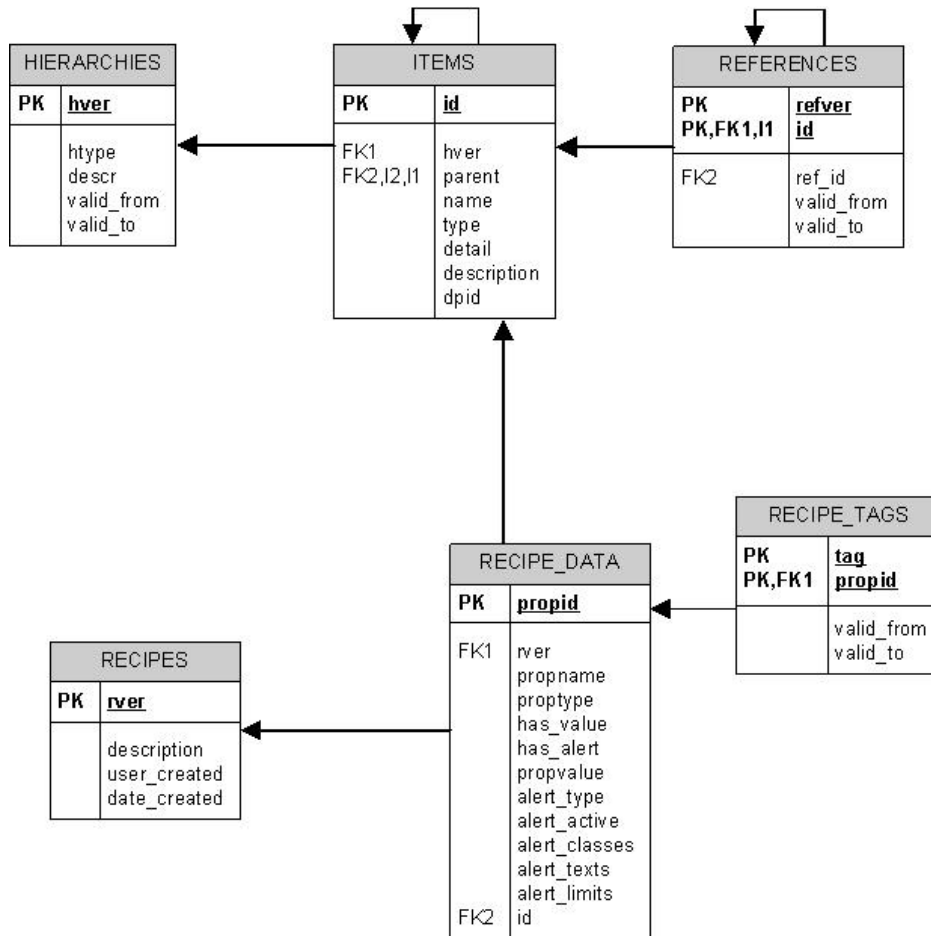 HIERARCHIES
PK hver
htype
descr
valid_from
valid_to
ITEMS
PK id
FK1 hver
FK2,I2,I1 parent
name
type
detail
description
dpid
REFERENCES
PK refver
PK,FK1,I1 id
FK2 ref_id
valid_from
valid_to
RECIPE_TAGS
PK tag
PK,FK1 propid
valid_from
valid_to
RECIPE_DATA
PK propid
FK1 rver
propname
proptype
has_value
has_alert
propvalue
alert_type
alert_active
alert_classes
alert_texts
alert_limits
FK2 id
RECIPES
PK rver
description
user_created
date_created